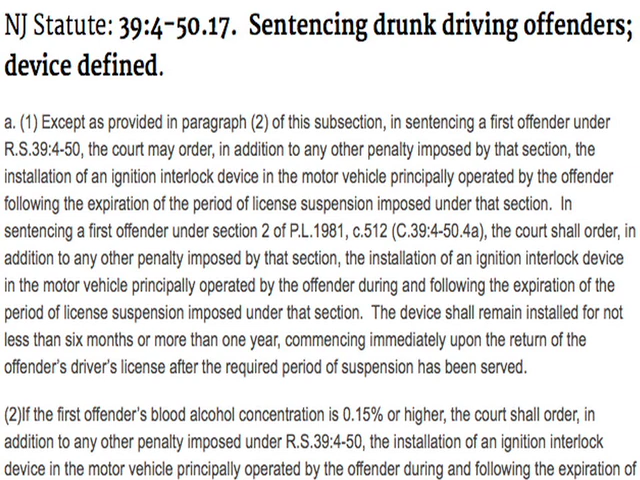 NJ Statute: 39:4-50.17. Sentencing drunk driving offenders;
device defined.
a. (1) Except as provided in paragraph (2) of this subsection, in sentencing a first offender under
R.S.39:4-50, the court may order, in addition to any other penalty imposed by that section, the
installation of an ignition interlock device in the motor vehicle principally operated by the offender
following the expiration of the period of license suspension imposed under that section. In
sentencing a first offender under section 2 of P.L.1981, c.512 (C.39:4-50.4a), the court shall order, in
addition to any other penalty imposed by that section, the installation of an ignition interlock device
in the motor vehicle principally operated by the offender during and following the expiration of the
period of license suspension imposed under that section. The device shall remain installed for not
less than six months or more than one year, commencing immediately upon the return of the
offender's driver's license after the required period of suspension has been served.
(2)If the first offender's blood alcohol concentration is 0.15% or higher, the court shall order, in
addition to any other penalty imposed under R.S.39:4-50, the installation of an ignition interlock
device in the motor vehicle principally operated by the offender during and following the expiration of